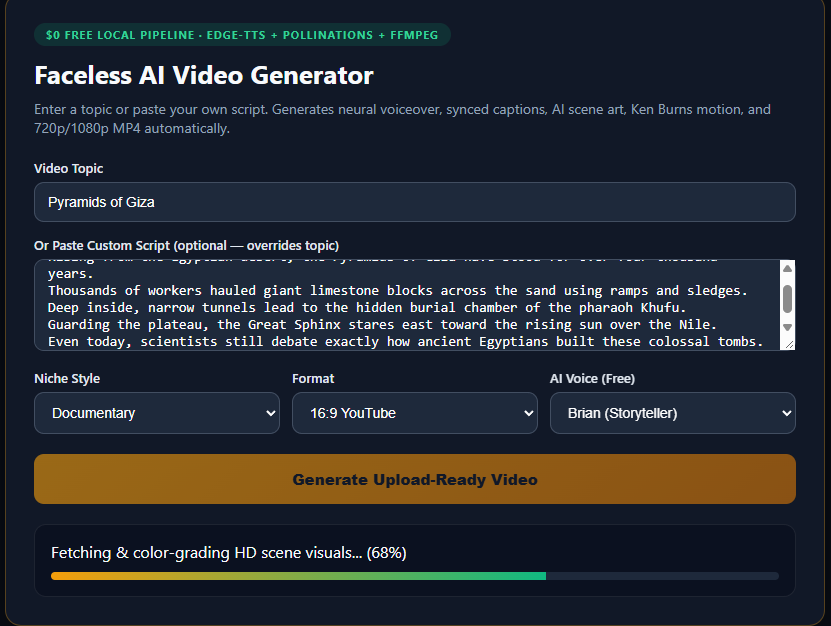 $0 FREE LOCAL PIPELINE · EDGE-TTS + POLLINATIONS + FFMPEG
Faceless AI Video Generator
Enter a topic or paste your own script. Generates neural voiceover, synced captions, AI scene art, Ken Burns motion, and
720p/1080p MP4 automatically.
Video Topic
Pyramids of Giza
Or Paste Custom Script (optional — overrides topic)
years.
Thousands of workers hauled giant limestone blocks across the sand using ramps and sledges.
Deep inside, narrow tunnels lead to the hidden burial chamber of the pharaoh Khufu.
Guarding the plateau, the Great Sphinx stares east toward the rising sun over the Nile.
Even today, scientists still debate exactly how ancient Egyptians built these colossal tombs.
Niche Style
Format
AI Voice (Free)
Documentary
16:9 YouTube
Brian (Storyteller)
Generate Upload-Ready Video
Fetching & color-grading HD scene visuals... (68%)